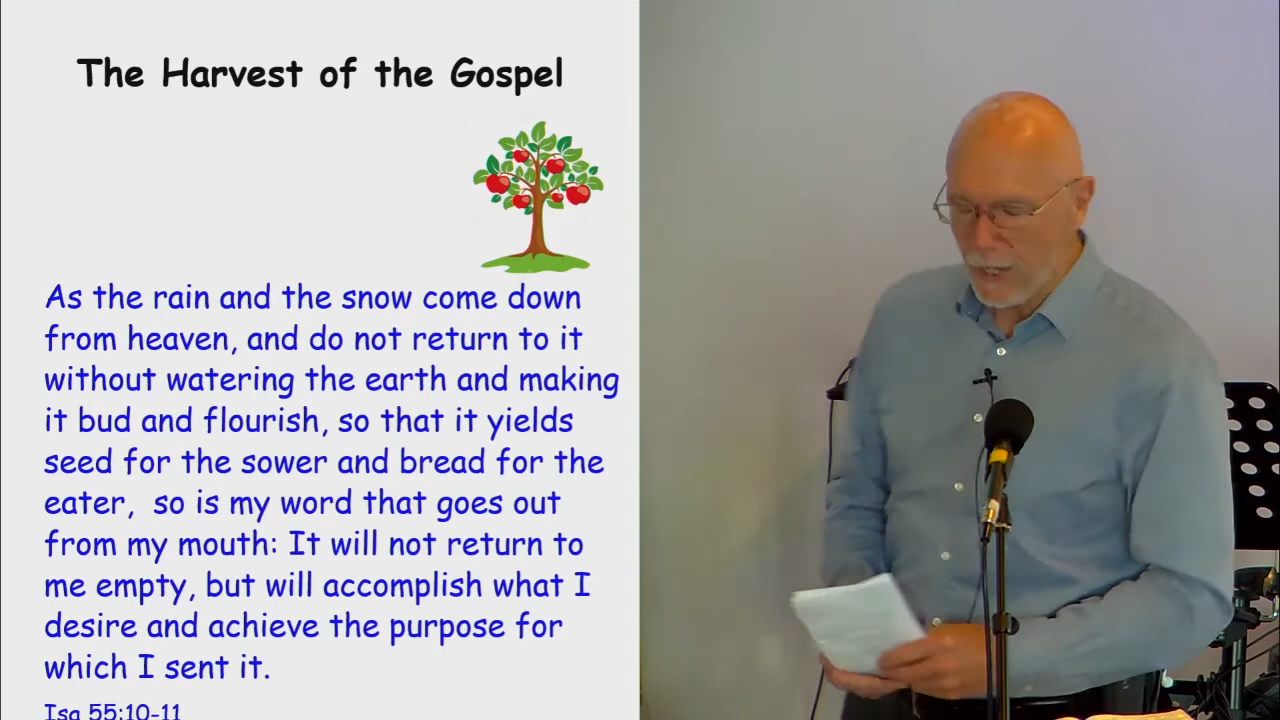 The Harvest of the Gospel
As the rain and the snow come down
from heaven, and do not return to it
without watering the earth and making
it bud and flourish, so that it yields
seed for the sower and bread for the
eater,  so is my word that goes out
from my mouth: It will not return to
me empty, but will accomplish what I
desire and achieve the purpose for
which I sent it.
Isa 55:10-11